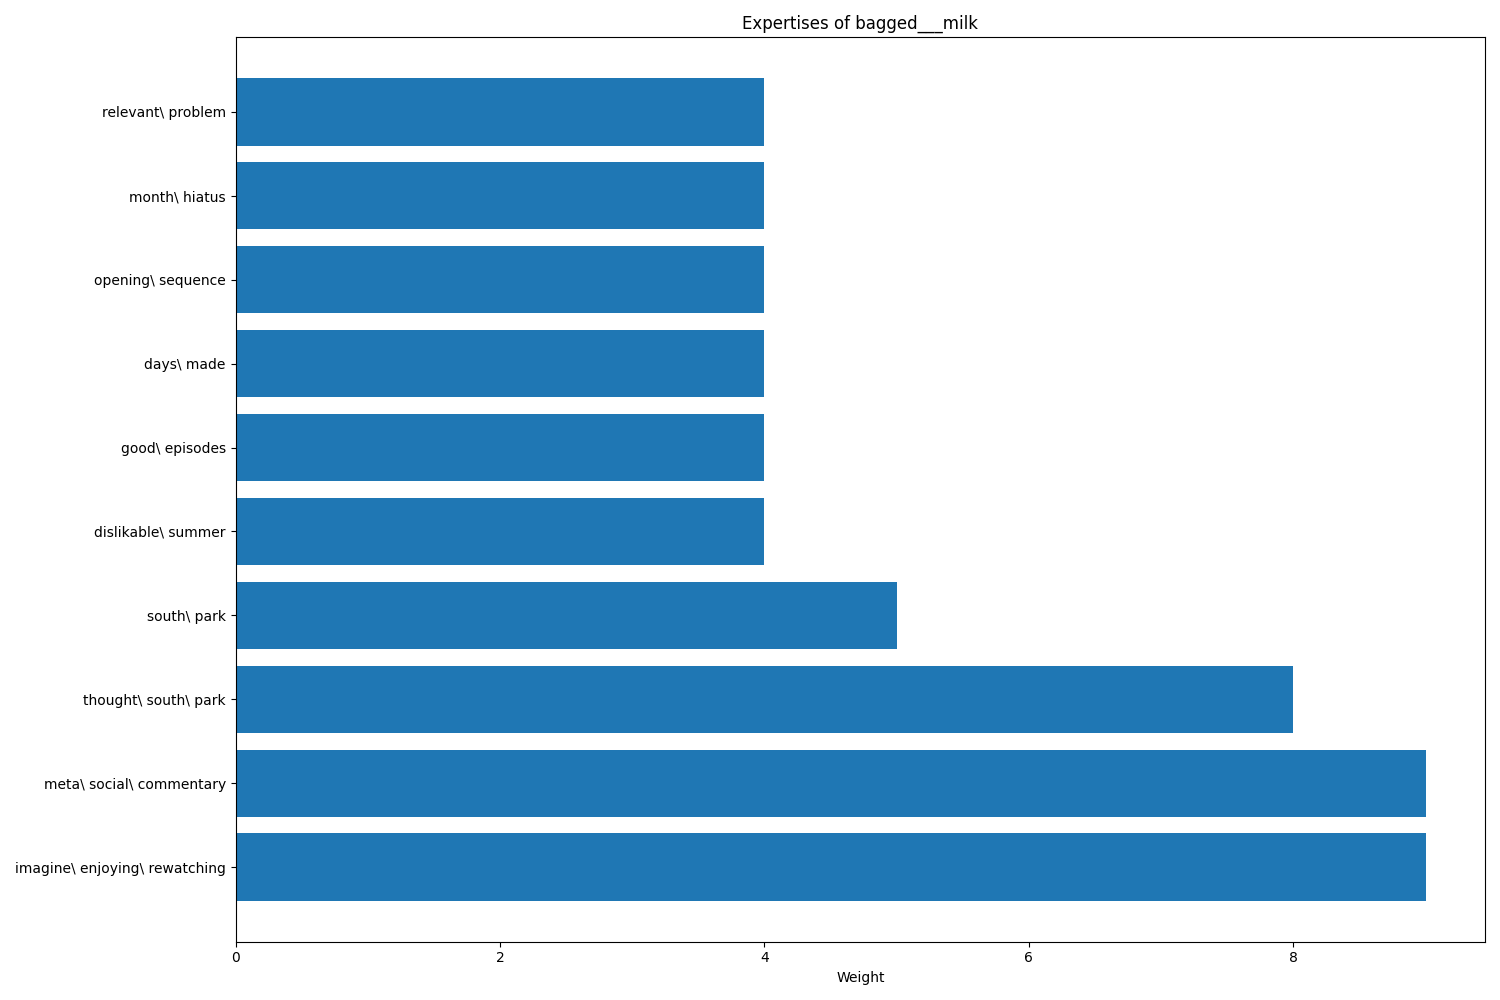 Expertises of bagged___milk
relevant\ problem
month\ hiatus
opening\ sequence
days\ made
good\ episodes
dislikable\ summer
south\ park
thought\ south\ park
meta\ social\ commentary
imagine\ enjoying\ rewatching
0 2 4 6 8
Weight